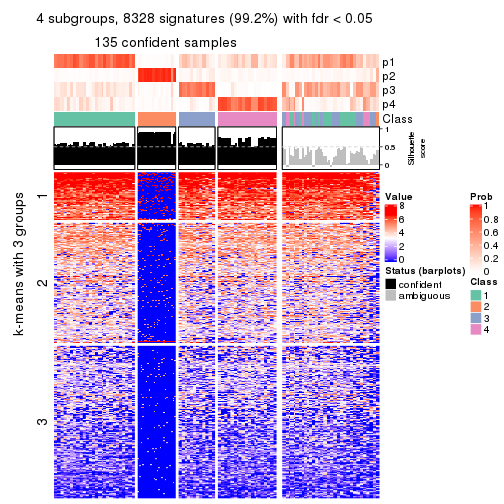 4 subgroups, 8328 signatures (99.2%) with fdr < 0.05
135 confident samples
p1
p2
p3
p4
Class
1
0.5
0
Silhouette
score
k-means with 3 groups
1
2
3
Value
8
6
4
2
0
Status (barplots)
confident
ambiguous
Prob
1
0.8
0.6
0.4
0.2
0
Class
1
2
3
4